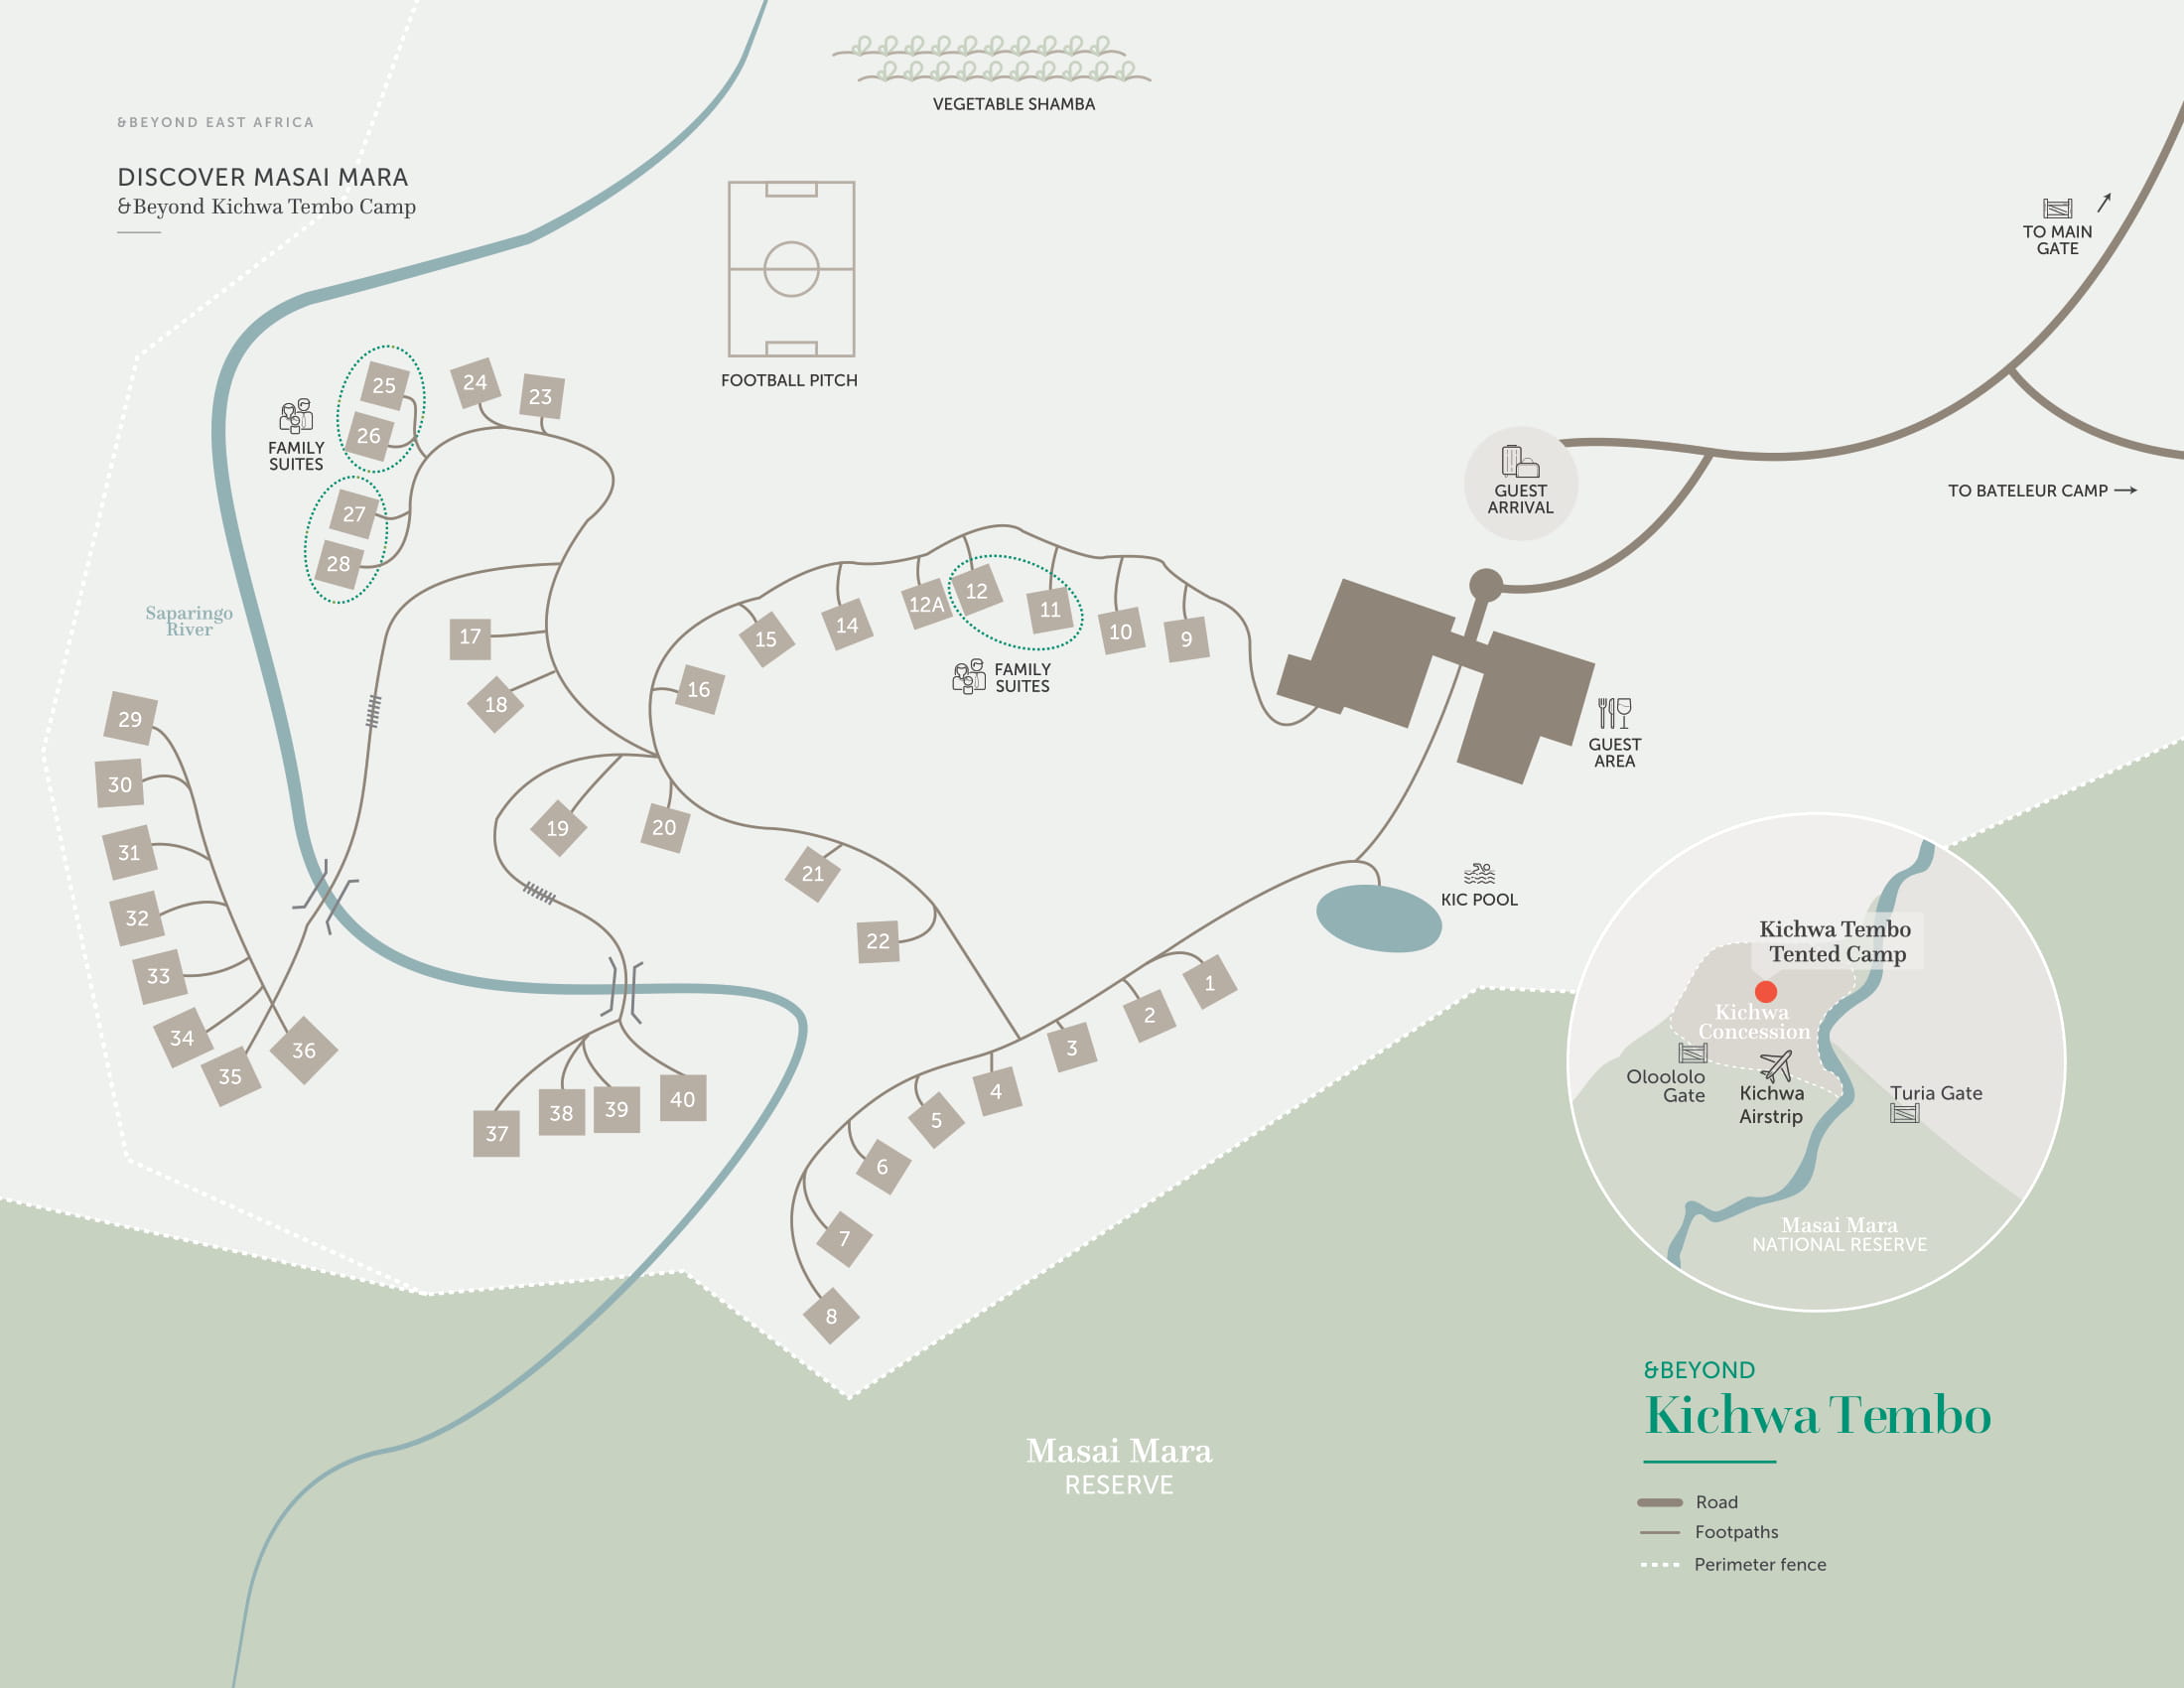 VEGETABLE SHAMBA
&BEYOND EAST AFRICA
DISCOVER MASAI MARA
&Beyond Kichwa Tembo Camp
TO MAIN
GATE
FOOTBALL PITCH
25
24
23
26
FAMILY
SUITES
27
28
GUEST
ARRIVAL
TO BATELEUR CAMP
Saparingo
River
17
18
16
15
14
12A
12
11
10
9
FAMILY
SUITES
GUEST
AREA
29
30
31
32
33
34
35
36
19
20
21
22
KIC POOL
1
2
3
4
5
6
7
8
37
38
39
40
Kichwa Tembo
Tented Camp
Kichwa
Concession
Oloololo
Gate
Kichwa
Airstrip
Turia Gate
Masai Mara
NATIONAL RESERVE
Masai Mara
RESERVE
&BEYOND
Kichwa Tembo
Road
Footpaths
Perimeter fence